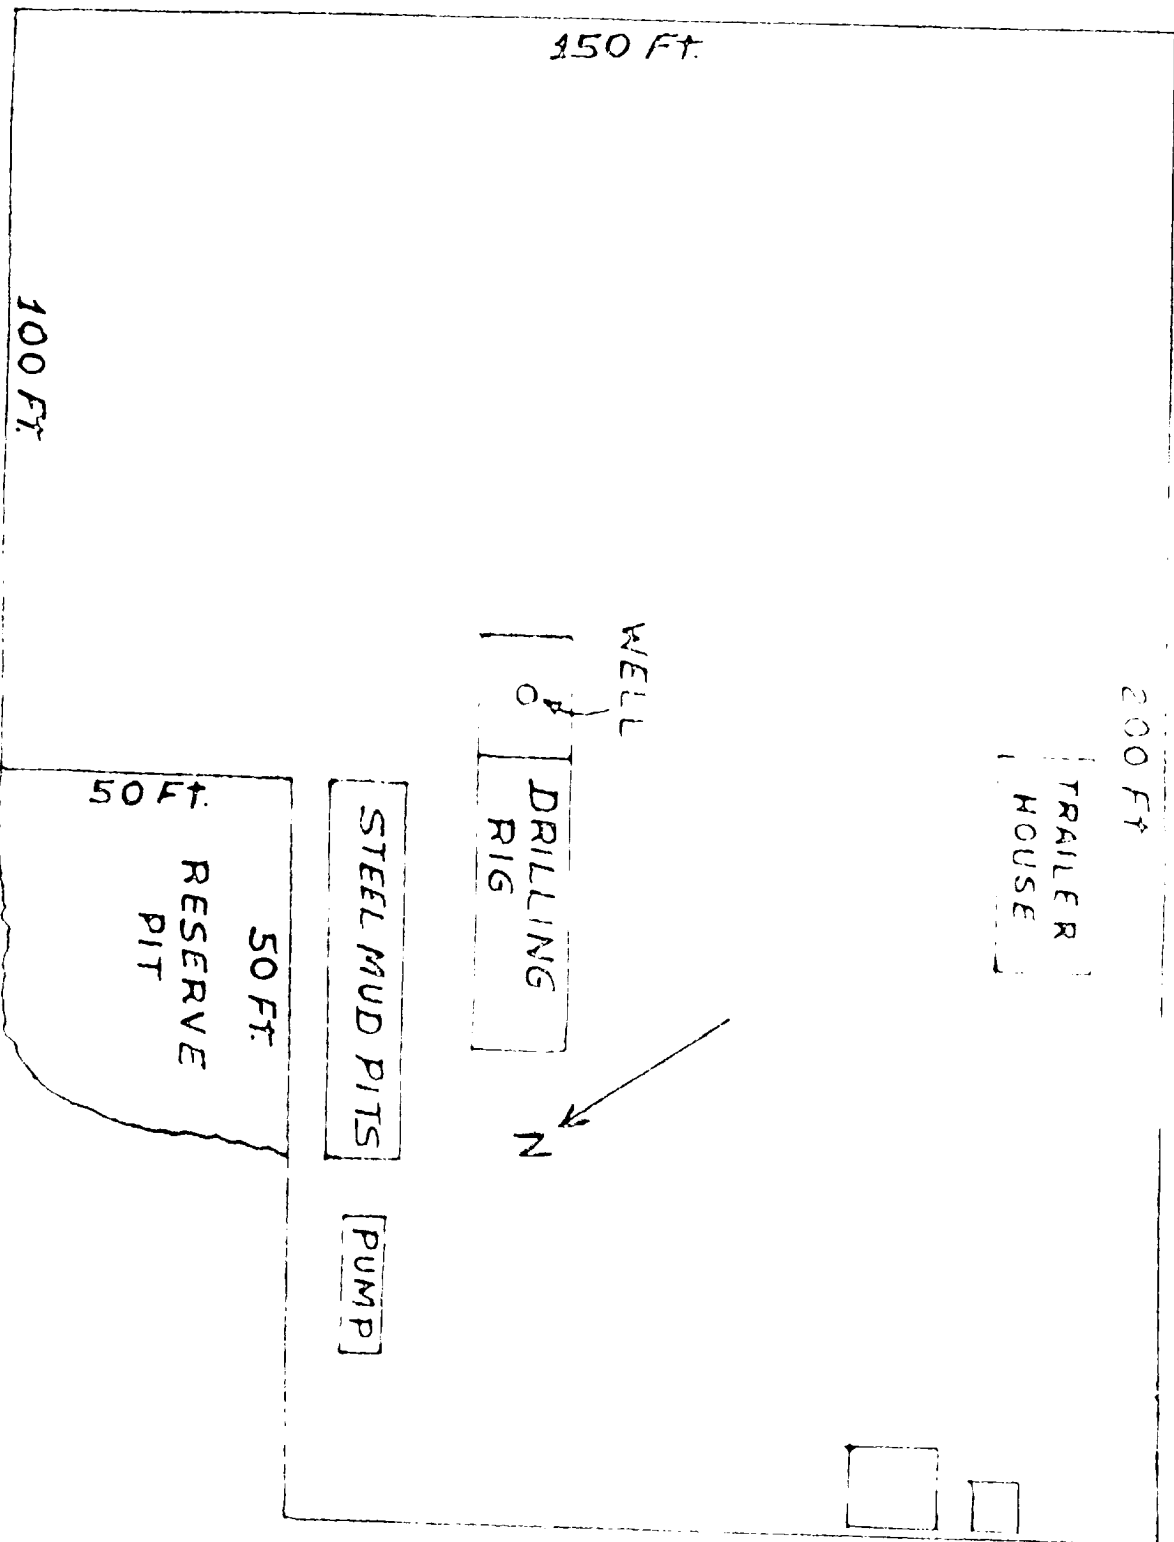 150 Ft.
100 Ft
200 Ft
WELL
TRAILER
HOUSE
DRILLING
RIG
50 Ft.
STEEL MUD PITS
50 Ft.
RESERVE
PIT
N
PUMP